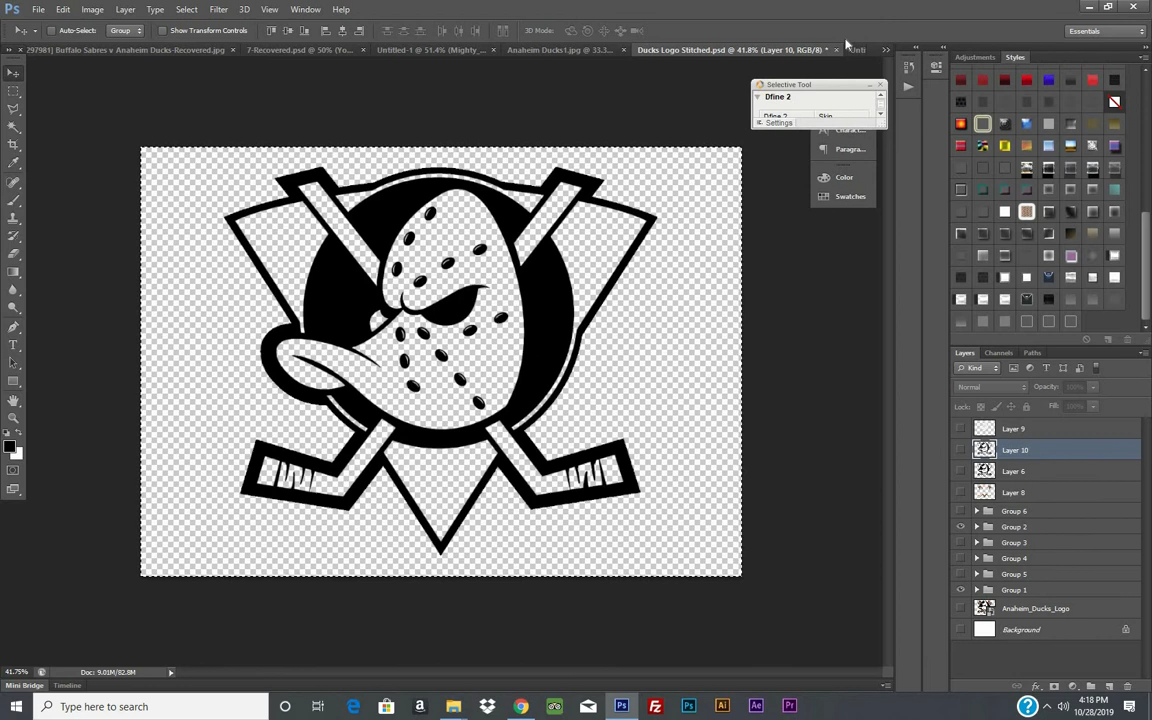 Ps File Edit Image Layer Type Select Filter 3D View Window Help
Auto-Select: Group Show Transform Controls 3D Mode: Essentials
297981] Buffalo Sabres v Anaheim Ducks-Recovered.jpg × 7-Recovered.psd @ 50% (Yo... × Untitled-1 @ 51.4% (Mighty_... × Anaheim Ducks1.jpg @ 33.3... × Ducks Logo Stitched.psd @ 41.8% (Layer 10, RGB/8) * × Unti
Adjustments Styles
Selective Tool
Dfine 2
Dfine 2 Skin
Settings
Charact...
Paragra...
Color
Swatches
Layers Channels Paths
Kind
Normal Opacity: 100%
Lock: Fill: 100%
Layer 9
Layer 10
Layer 6
Layer 8
Group 6
Group 2
Group 3
Group 4
Group 5
Group 1
Anaheim_Ducks_Logo
Background
41.75% Doc: 9.01M/82.8M
Mini Bridge Timeline
Type here to search
4:18 PM
10/28/2019